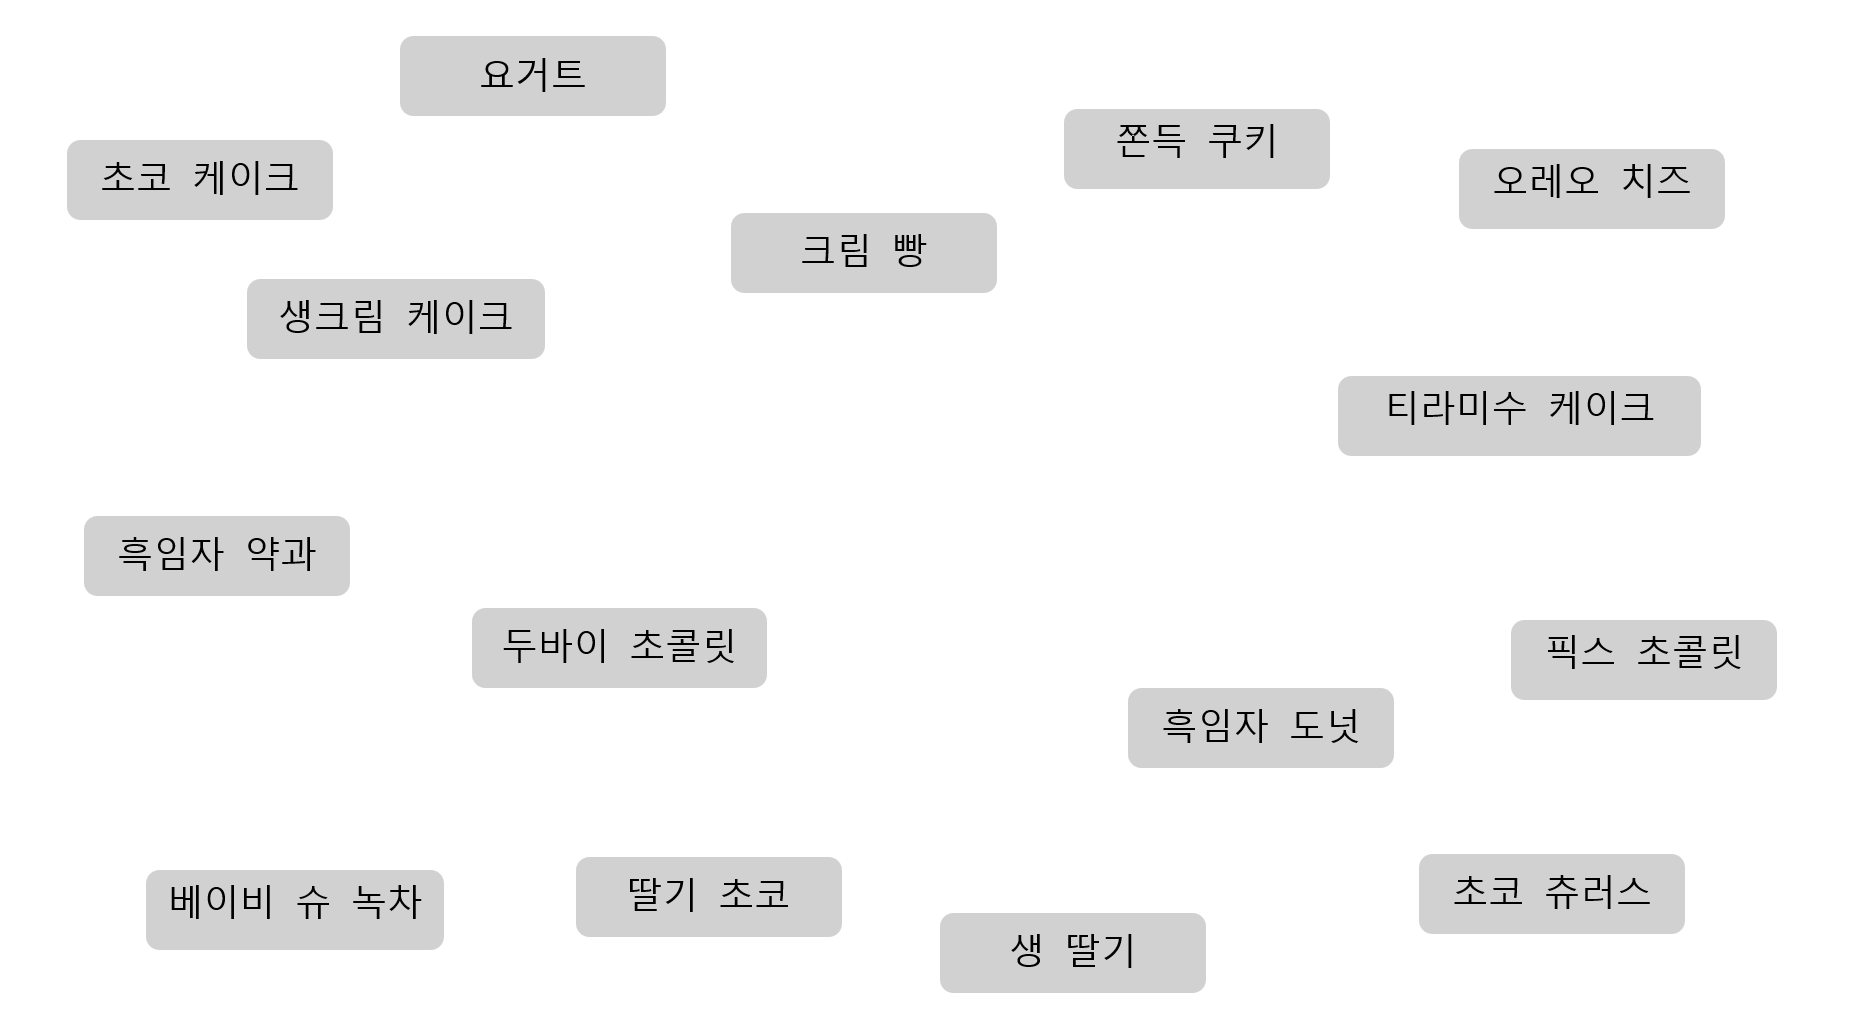 요거트
쫀득 쿠키
초코 케이크
오레오 치즈
크림 빵
생크림 케이크
티라미수 케이크
흑임자 약과
두바이 초콜릿
픽스 초콜릿
흑임자 도넛
초코 츄러스
딸기 초코
베이비 슈 녹차
생 딸기